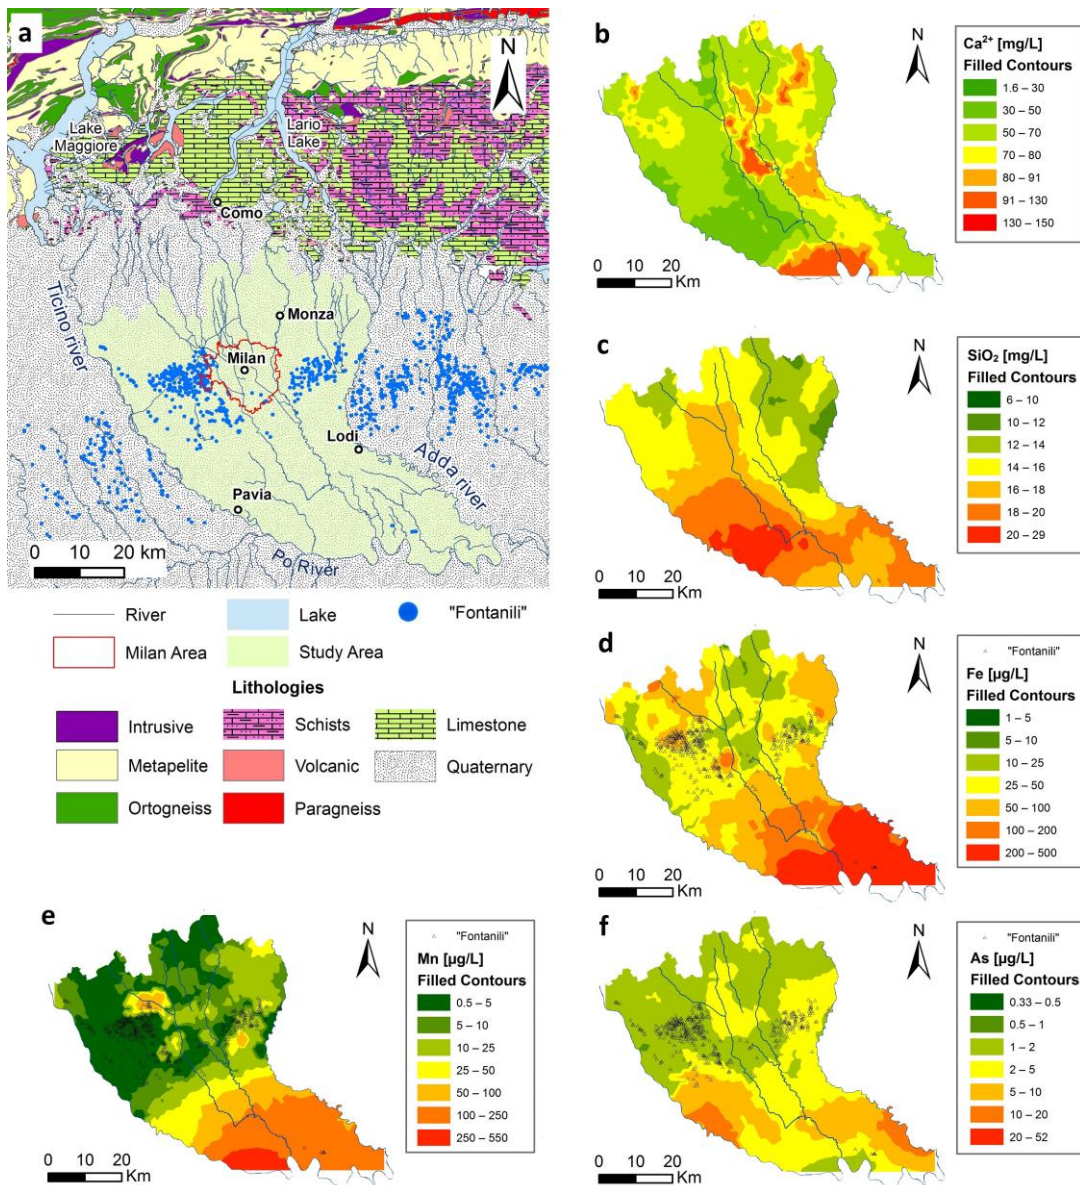 a
N
Lake
Maggiore
Lario
Lake
Como
Ticino river
Monza
Milan
Lodi
Adda river
Pavia
Po River
0 10 20 km
River
Lake
"Fontanili"
Milan Area
Study Area
Lithologies
Intrusive
Schists
Limestone
Metapelite
Volcanic
Quaternary
Ortogneiss
Paragneiss
b
N
0 10 20
Km
Ca²⁺ [mg/L]
Filled Contours
1.6 – 30
30 – 50
50 – 70
70 – 80
80 – 91
91 – 130
130 – 150
c
N
0 10 20
Km
SiO₂ [mg/L]
Filled Contours
6 – 10
10 – 12
12 – 14
14 – 16
16 – 18
18 – 20
20 – 29
d
N
0 10 20
Km
"Fontanili"
Fe [µg/L]
Filled Contours
1 – 5
5 – 10
10 – 25
25 – 50
50 – 100
100 – 200
200 – 500
e
N
0 10 20
Km
"Fontanili"
Mn [µg/L]
Filled Contours
0.5 – 5
5 – 10
10 – 25
25 – 50
50 – 100
100 – 250
250 – 550
f
N
0 10 20
Km
"Fontanili"
As [µg/L]
Filled Contours
0.33 – 0.5
0.5 – 1
1 – 2
2 – 5
5 – 10
10 – 20
20 – 52